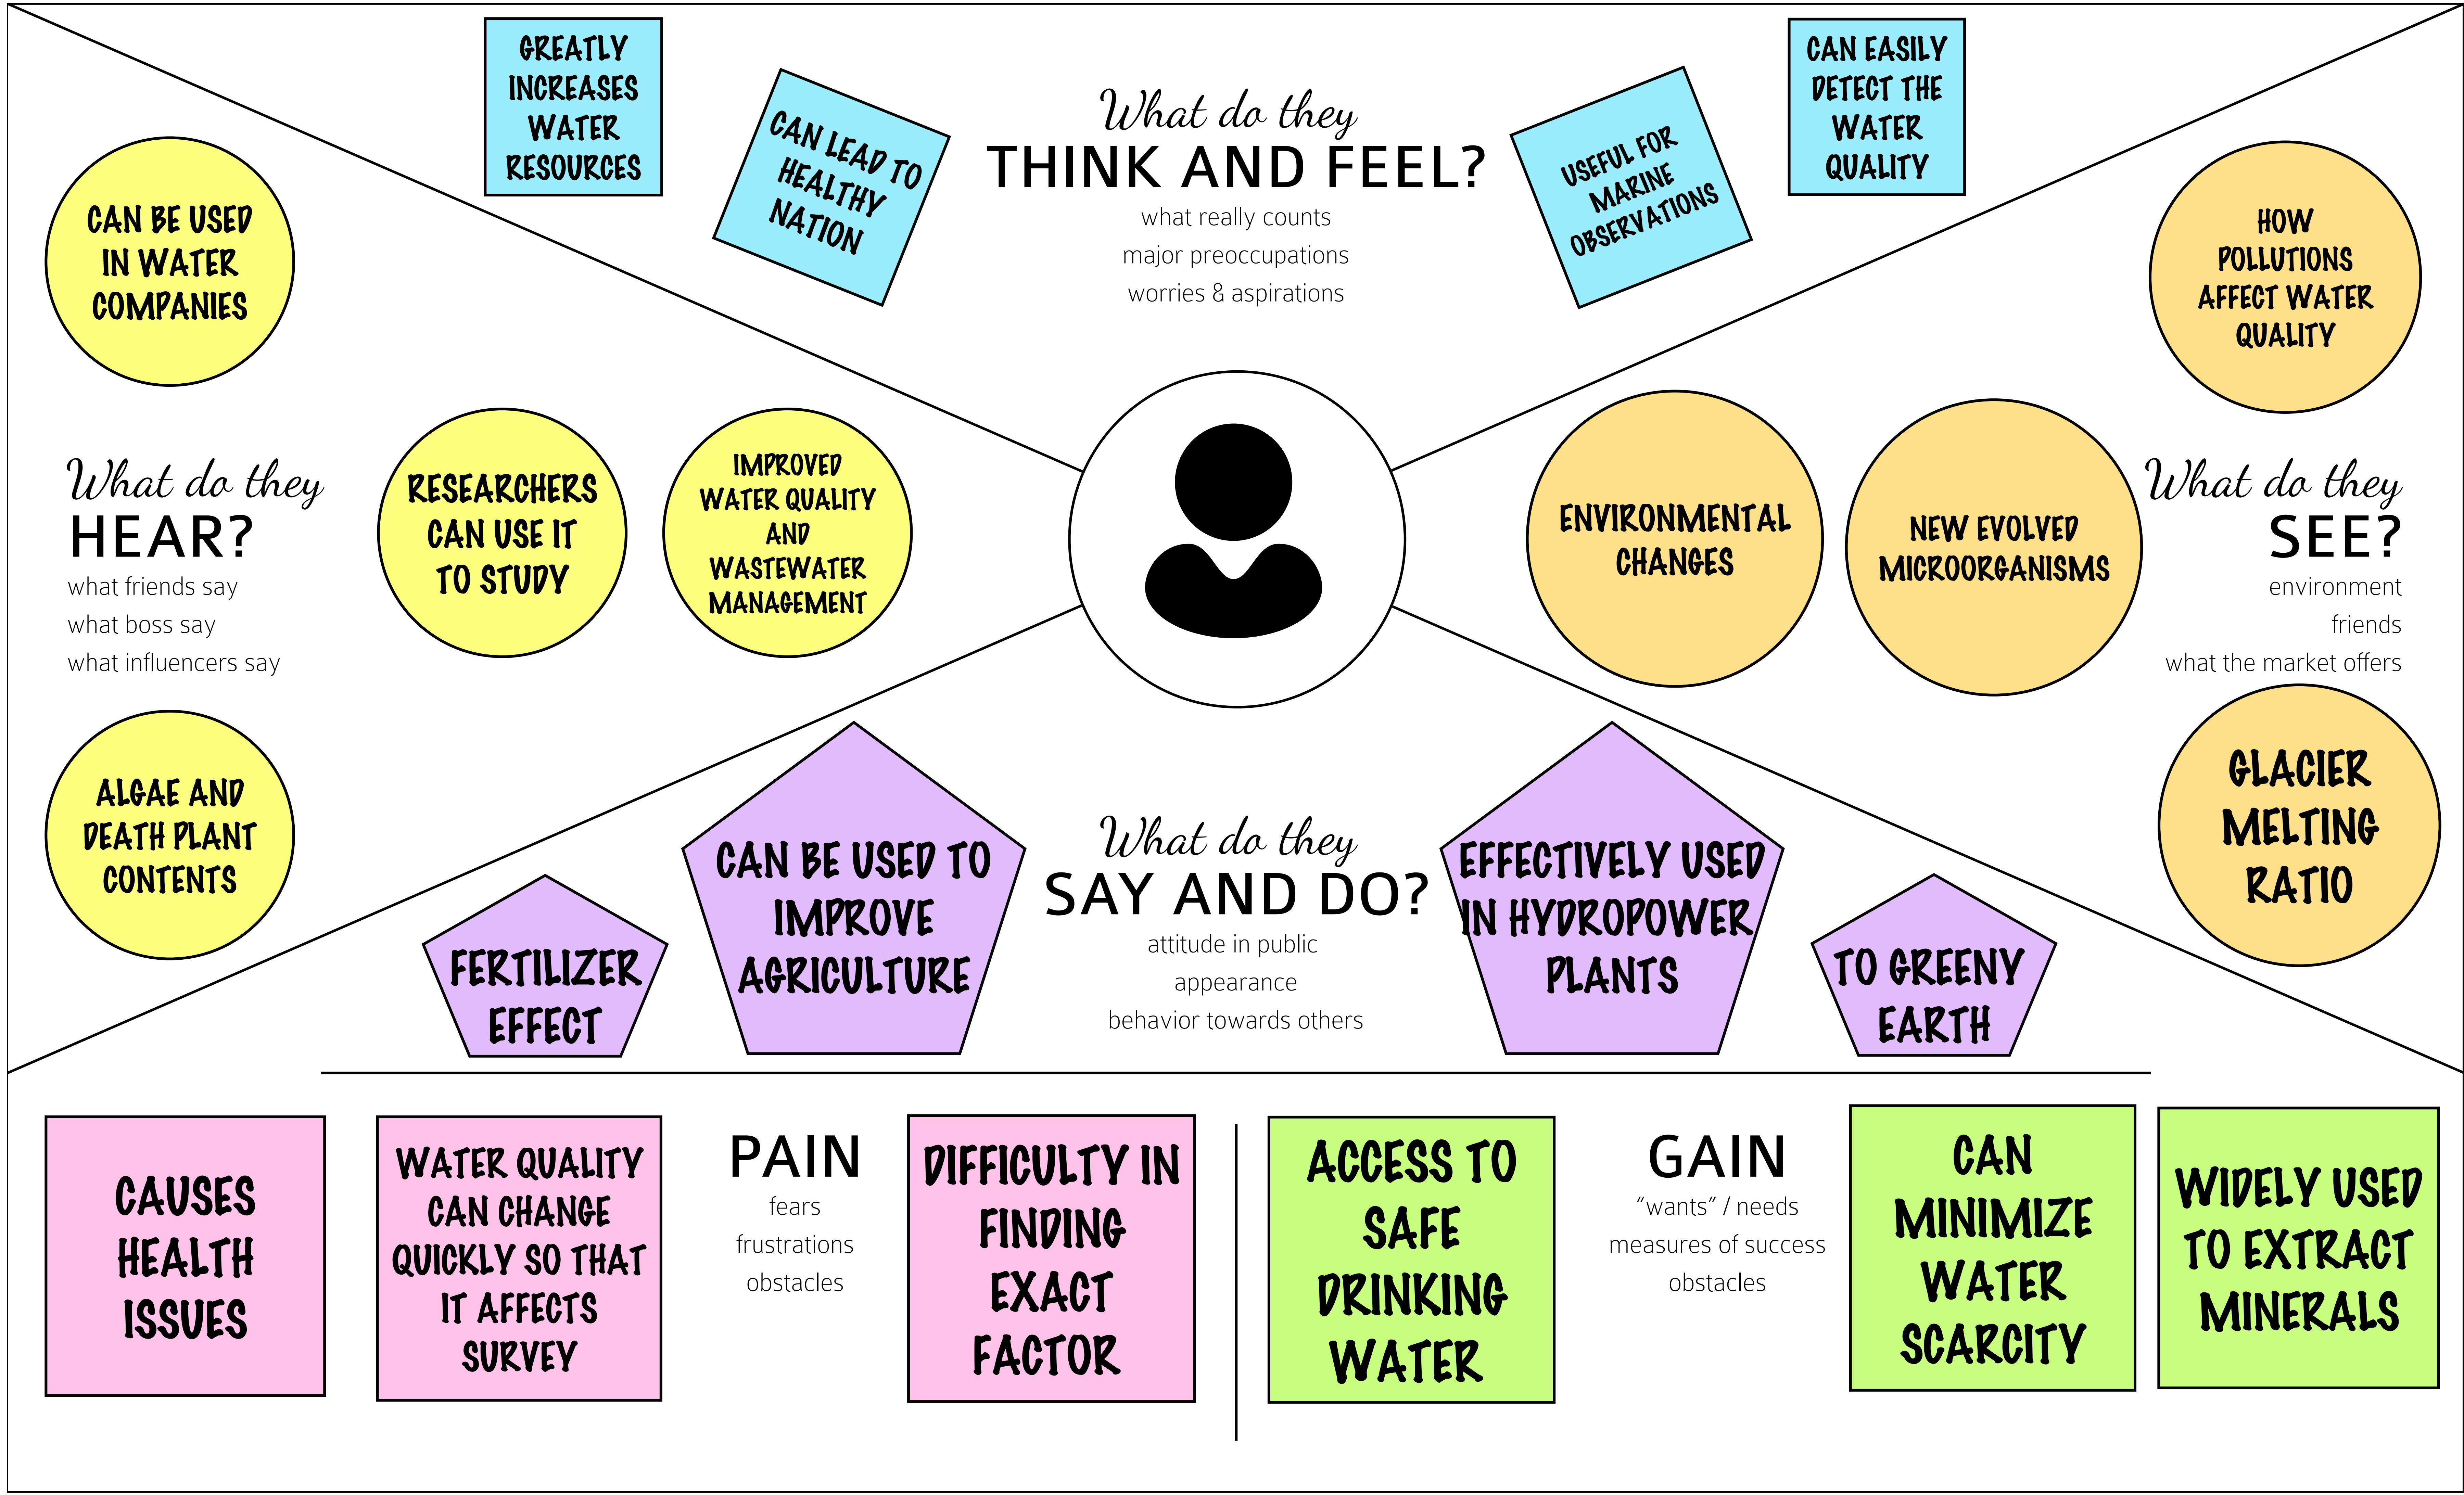 GREATLY
INCREASES
WATER
RESOURCES
CAN LEAD TO
HEALTHY
NATION
What do they
THINK AND FEEL?
what really counts
major preoccupations
worries & aspirations
USEFUL FOR
MARINE
OBSERVATIONS
CAN EASILY
DETECT THE
WATER
QUALITY
CAN BE USED
IN WATER
COMPANIES
What do they
HEAR?
what friends say
what boss say
what influencers say
RESEARCHERS
CAN USE IT
TO STUDY
IMPROVED
WATER QUALITY
AND
WASTEWATER
MANAGEMENT
ALGAE AND
DEATH PLANT
CONTENTS
HOW
POLLUTIONS
AFFECT WATER
QUALITY
ENVIRONMENTAL
CHANGES
NEW EVOLVED
MICROORGANISMS
What do they
SEE?
environment
friends
what the market offers
GLACIER
MELTING
RATIO
FERTILIZER
EFFECT
CAN BE USED TO
IMPROVE
AGRICULTURE
What do they
SAY AND DO?
attitude in public
appearance
behavior towards others
EFFECTIVELY USED
IN HYDROPOWER
PLANTS
TO GREENY
EARTH
CAUSES
HEALTH
ISSUES
WATER QUALITY
CAN CHANGE
QUICKLY SO THAT
IT AFFECTS
SURVEY
PAIN
fears
frustrations
obstacles
DIFFICULTY IN
FINDING
EXACT
FACTOR
ACCESS TO
SAFE
DRINKING
WATER
GAIN
“wants” / needs
measures of success
obstacles
CAN
MINIMIZE
WATER
SCARCITY
WIDELY USED
TO EXTRACT
MINERALS